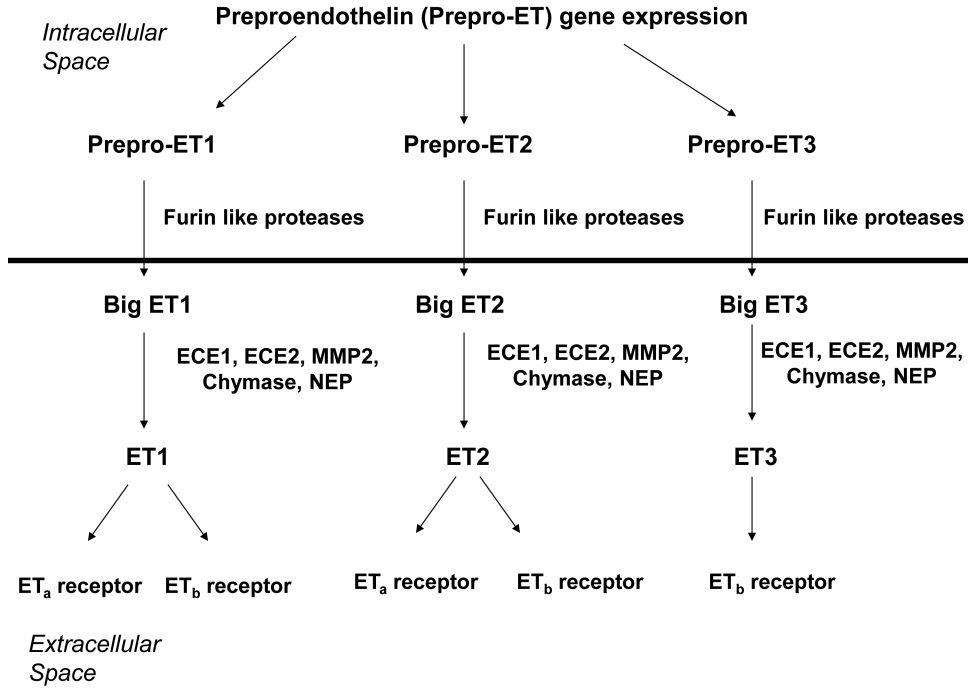 Preproendothelin (Prepro-ET) gene expression
Intracellular
Space
Prepro-ET1
Prepro-ET2
Prepro-ET3
Furin like proteases
Furin like proteases
Furin like proteases
Big ET1
Big ET2
Big ET3
ECE1, ECE2, MMP2,
Chymase, NEP
ECE1, ECE2, MMP2,
Chymase, NEP
ECE1, ECE2, MMP2,
Chymase, NEP
ET1
ET2
ET3
ETa receptor
ETb receptor
ETa receptor
ETb receptor
ETb receptor
Extracellular
Space